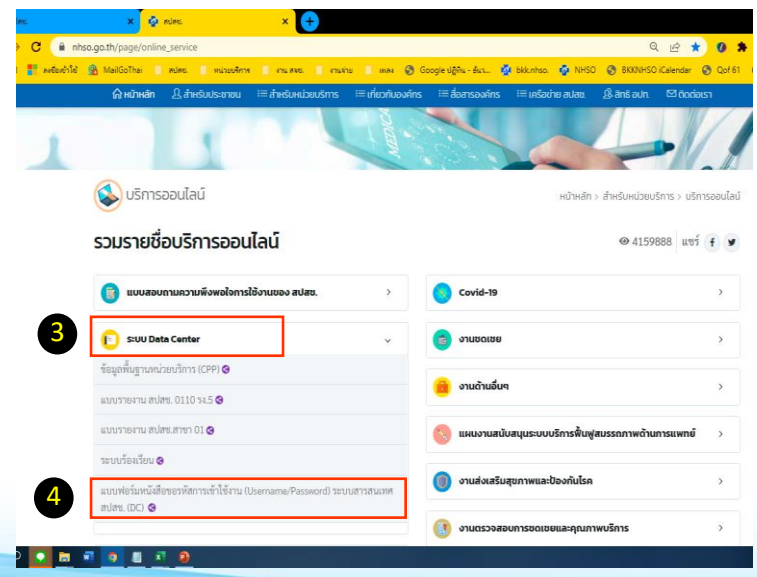 สปสช.
nhso.go.th/page/online_service
MailGoThai
สปสช.
หน่วยบริการ
งาน สจช.
งานจ่าย
เพลง
bkk.nhso.
NHSO
BKKNHSO iCalendar
Qof 61
หน้าหลัก
สำหรับประชาชน
สำหรับหน่วยบริการ
เกี่ยวกับองค์กร
สื่อสารองค์กร
เครือข่าย สปสช.
สิทธิ อปท.
ติดต่อเรา
MEDICA
บริการออนไลน์
หน้าหลัก > สำหรับหน่วยบริการ > บริการออนไลน์
รวมรายชื่อบริการออนไลน์
4159888 แชร์
แบบสอบถามความพึงพอใจการใช้งานของ สปสช.
Covid-19
3
ระบบ Data Center
งานชดเชย
ข้อมูลพื้นฐานหน่วยบริการ (CPP)
งานด้านอื่นๆ
แบบรายงาน สปสช. 0110 รง.5
แบบรายงาน สปสช.สาขา 01
แผนงานสนับสนุนระบบบริการฟื้นฟูสมรรถภาพด้านการแพทย์
ระบบร้องเรียน
งานส่งเสริมสุขภาพและป้องกันโรค
4
แบบฟอร์มหนังสือขอรหัสการเข้าใช้งาน (Username/Password) ระบบสารสนเทศ
สปสช. (DC)
งานตรวจสอบการชดเชยและคุณภาพบริการ